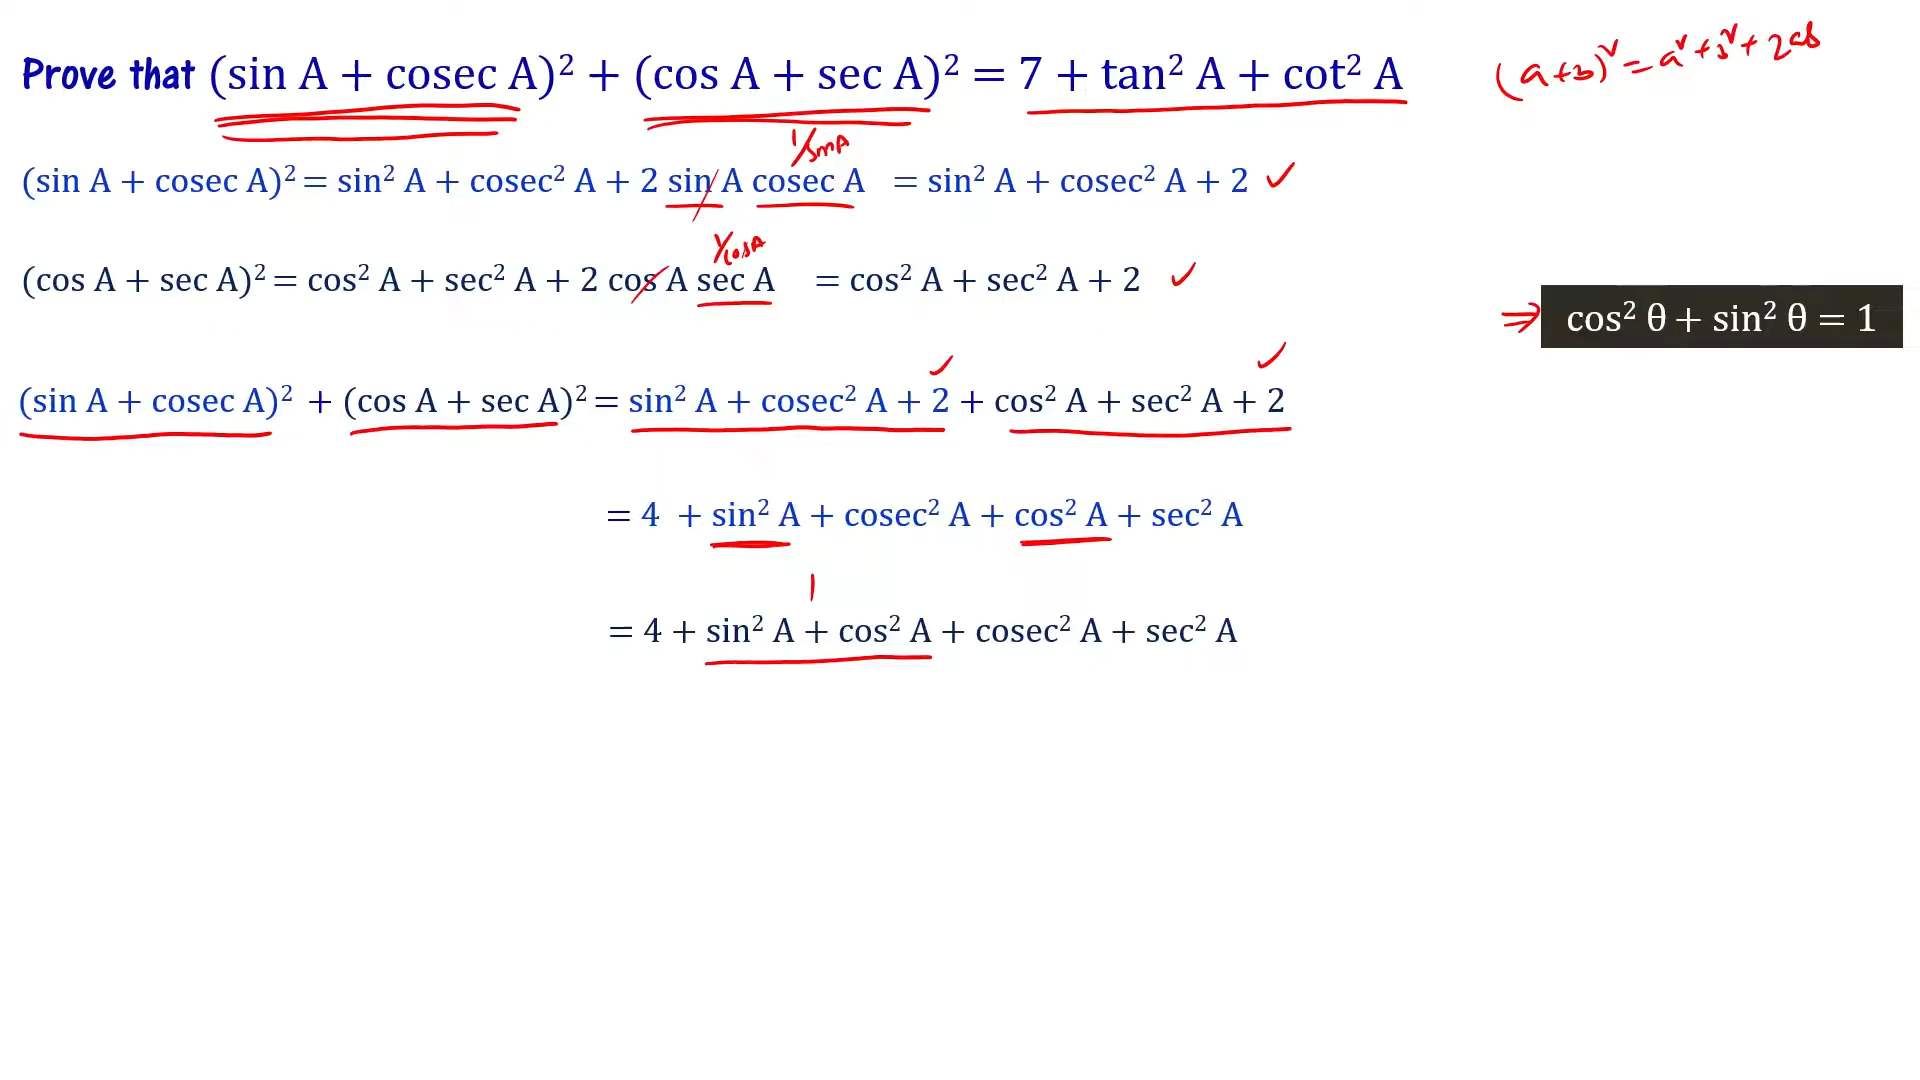 Prove that (sin A + cosec A)² + (cos A + sec A)² = 7 + tan² A + cot² A
(a+b)² = a² + b² + 2ab
1/sinA
(sin A + cosec A)² = sin² A + cosec² A + 2 sin A cosec A = sin² A + cosec² A + 2 ✓
1/cosA
(cos A + sec A)² = cos² A + sec² A + 2 cos A sec A = cos² A + sec² A + 2 ✓
⇒ cos² θ + sin² θ = 1
(sin A + cosec A)² + (cos A + sec A)² = sin² A + cosec² A + 2 + cos² A + sec² A + 2
= 4 + sin² A + cosec² A + cos² A + sec² A
1
= 4 + sin² A + cos² A + cosec² A + sec² A